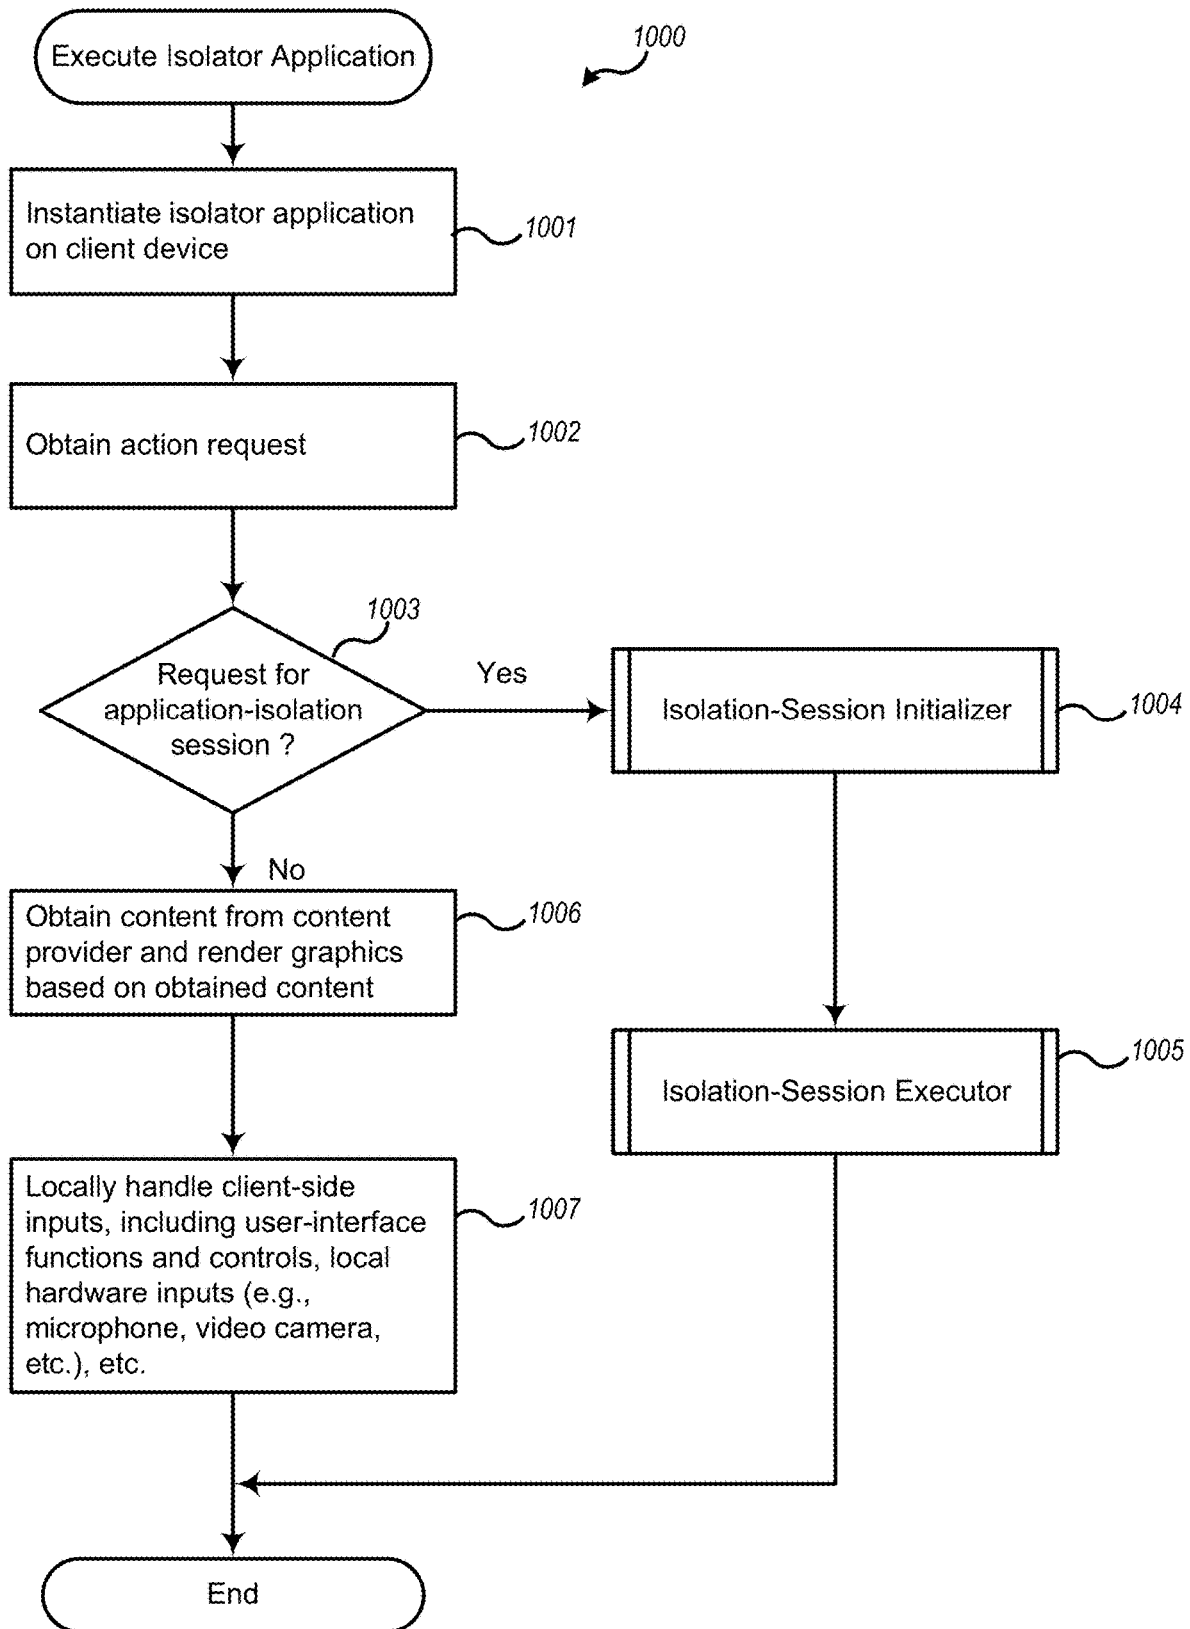 Execute Isolator Application
1000
Instantiate isolator application
on client device
1001
Obtain action request
1002
1003
Request for
application-isolation
session ?
Yes
Isolation-Session Initializer
1004
No
Obtain content from content
provider and render graphics
based on obtained content
1006
Isolation-Session Executor
1005
Locally handle client-side
inputs, including user-interface
functions and controls, local
hardware inputs (e.g.,
microphone, video camera,
etc.), etc.
1007
End